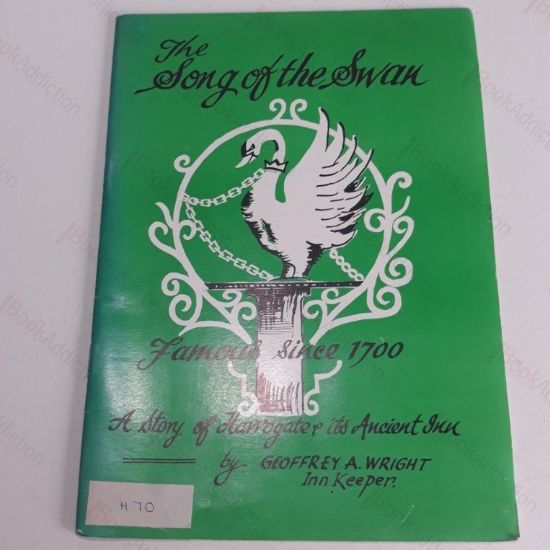 The
Song of the Swan
Famous since 1700
A Story of Harrogate & its Ancient Inn
by GEOFFREY A. WRIGHT
Inn Keeper.
H 70
BookAddiction